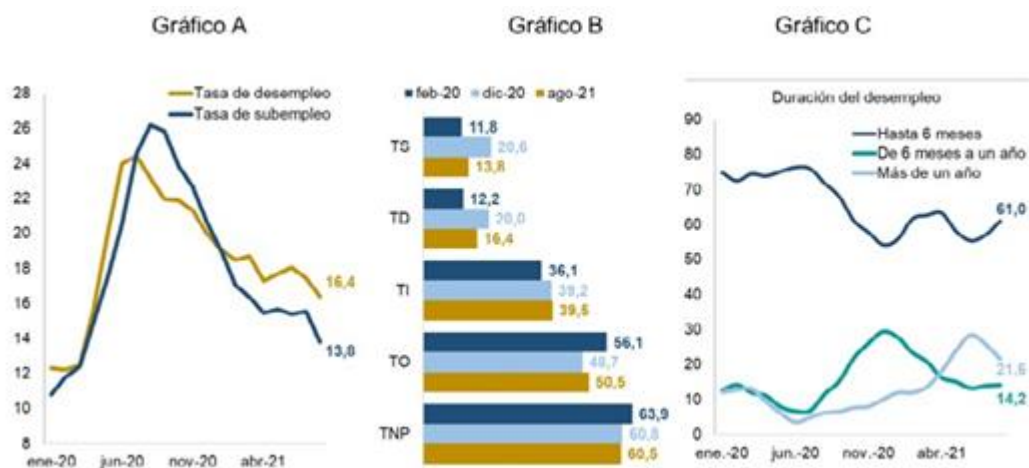 Gráfico A
Gráfico B
Gráfico C
Tasa de desempleo
Tasa de subempleo
28
26
24
22
20
18
16
14
12
10
8
16,4
13,8
ene-20 jun-20 nov-20 abr-21
feb-20 dic-20 ago-21
TS
11,8
20,6
13,8
TD
12,2
20,0
16,4
TI
36,1
39,2
39,5
TO
56,1
48,7
50,5
TNP
63,9
60,8
60,5
Duración del desempleo
Hasta 6 meses
De 6 meses a un año
Más de un año
90
80
70
60
50
40
30
20
10
0
61,0
21,6
14,2
ene.-20 jun.-20 nov.-20 abr.-21